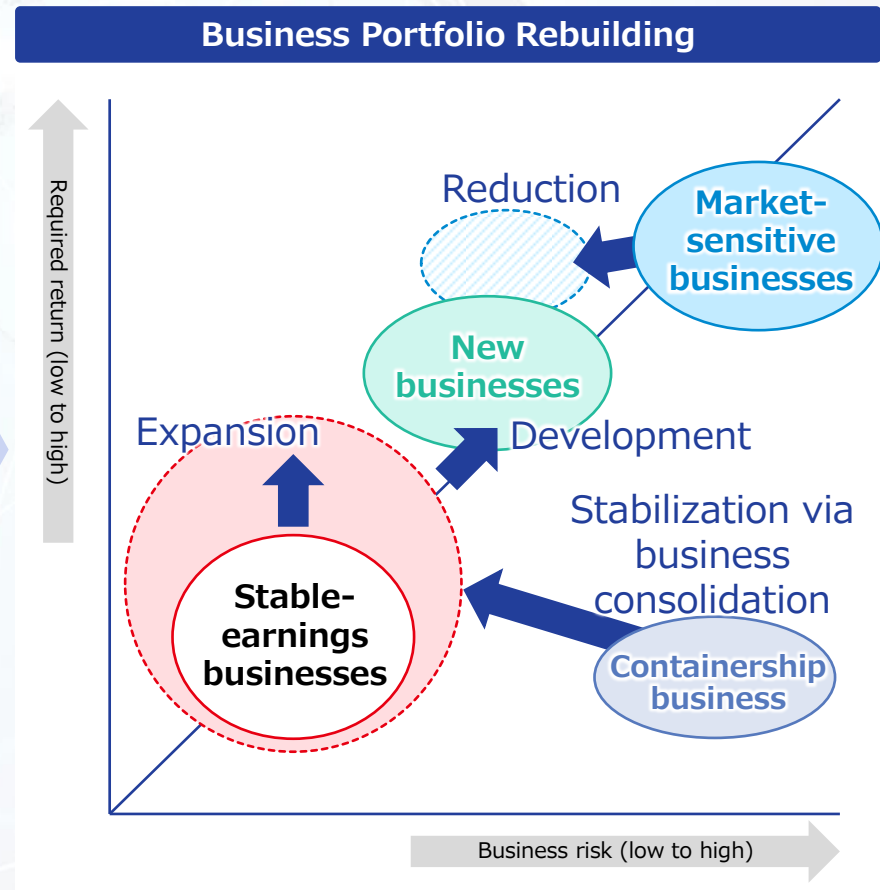 Business Portfolio Rebuilding
Required return (low to high)
Reduction
Market-
sensitive
businesses
New
businesses
Expansion
Development
Stabilization via
business
consolidation
Stable-
earnings
businesses
Containership
business
Business risk (low to high)